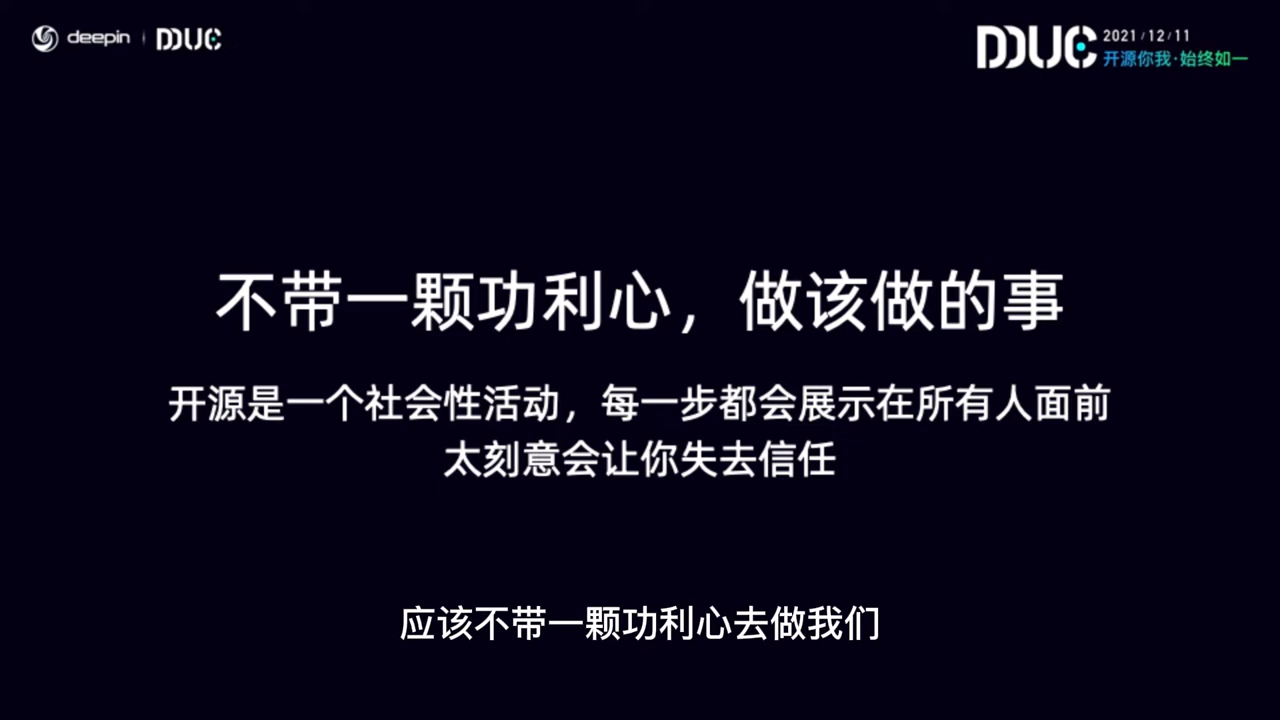 deepin | DDUC
DDUC 2021/12/11
开源你我·始终如一
不带一颗功利心，做该做的事
开源是一个社会性活动，每一步都会展示在所有人面前
太刻意会让你失去信任
应该不带一颗功利心去做我们